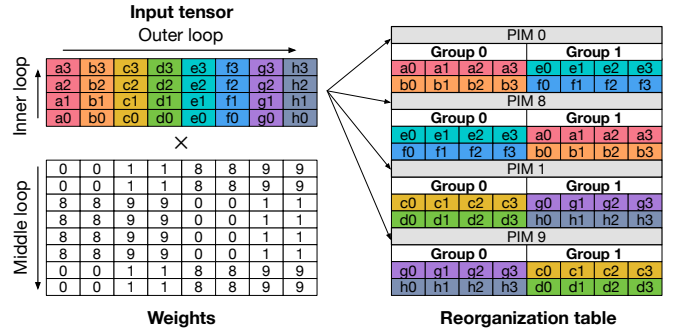 Input tensor
Outer loop
Inner loop
a3 b3 c3 d3 e3 f3 g3 h3
a2 b2 c2 d2 e2 f2 g2 h2
a1 b1 c1 d1 e1 f1 g1 h1
a0 b0 c0 d0 e0 f0 g0 h0
×
Middle loop
0 0 1 1 8 8 9 9
0 0 1 1 8 8 9 9
8 8 9 9 0 0 1 1
8 8 9 9 0 0 1 1
8 8 9 9 0 0 1 1
8 8 9 9 0 0 1 1
0 0 1 1 8 8 9 9
0 0 1 1 8 8 9 9
Weights
PIM 0
Group 0 Group 1
a0 a1 a2 a3 e0 e1 e2 e3
b0 b1 b2 b3 f0 f1 f2 f3
PIM 8
Group 0 Group 1
e0 e1 e2 e3 a0 a1 a2 a3
f0 f1 f2 f3 b0 b1 b2 b3
PIM 1
Group 0 Group 1
c0 c1 c2 c3 g0 g1 g2 g3
d0 d1 d2 d3 h0 h1 h2 h3
PIM 9
Group 0 Group 1
g0 g1 g2 g3 c0 c1 c2 c3
h0 h1 h2 h3 d0 d1 d2 d3
Reorganization table